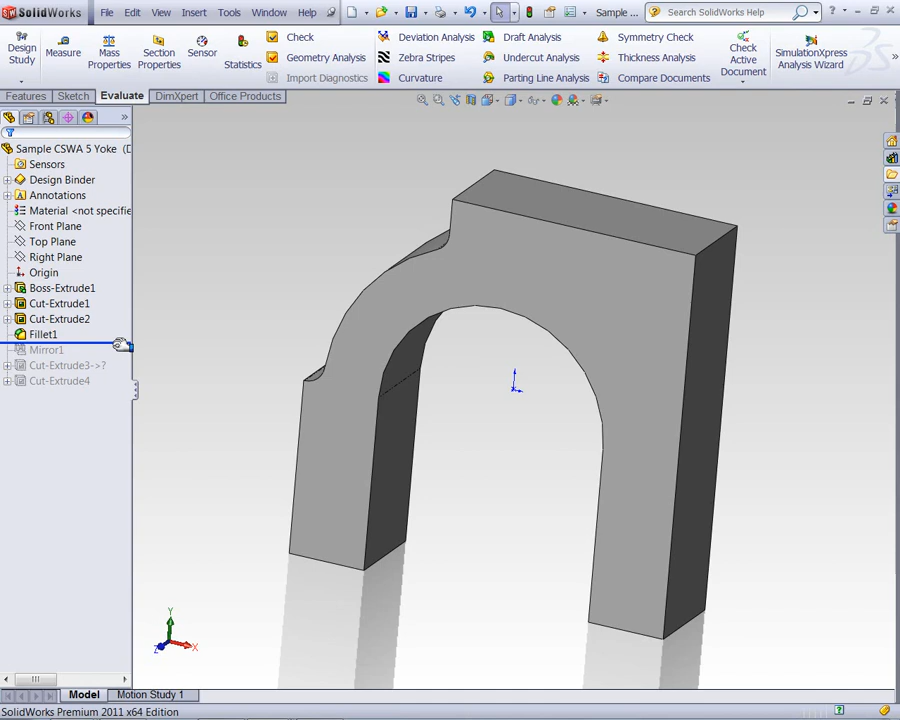 SolidWorks File Edit View Insert Tools Window Help Sample ... Search SolidWorks Help
Design Study
Measure
Mass Properties
Section Properties
Sensor
Statistics
Check
Geometry Analysis
Import Diagnostics
Deviation Analysis
Zebra Stripes
Curvature
Draft Analysis
Undercut Analysis
Parting Line Analysis
Symmetry Check
Thickness Analysis
Compare Documents
Check Active Document
SimulationXpress Analysis Wizard
Features Sketch Evaluate DimXpert Office Products
Sample CSWA 5 Yoke (D
Sensors
Design Binder
Annotations
Material <not specifie
Front Plane
Top Plane
Right Plane
Origin
Boss-Extrude1
Cut-Extrude1
Cut-Extrude2
Fillet1
Mirror1
Cut-Extrude3->?
Cut-Extrude4
Y
Z
X
Model Motion Study 1
SolidWorks Premium 2011 x64 Edition